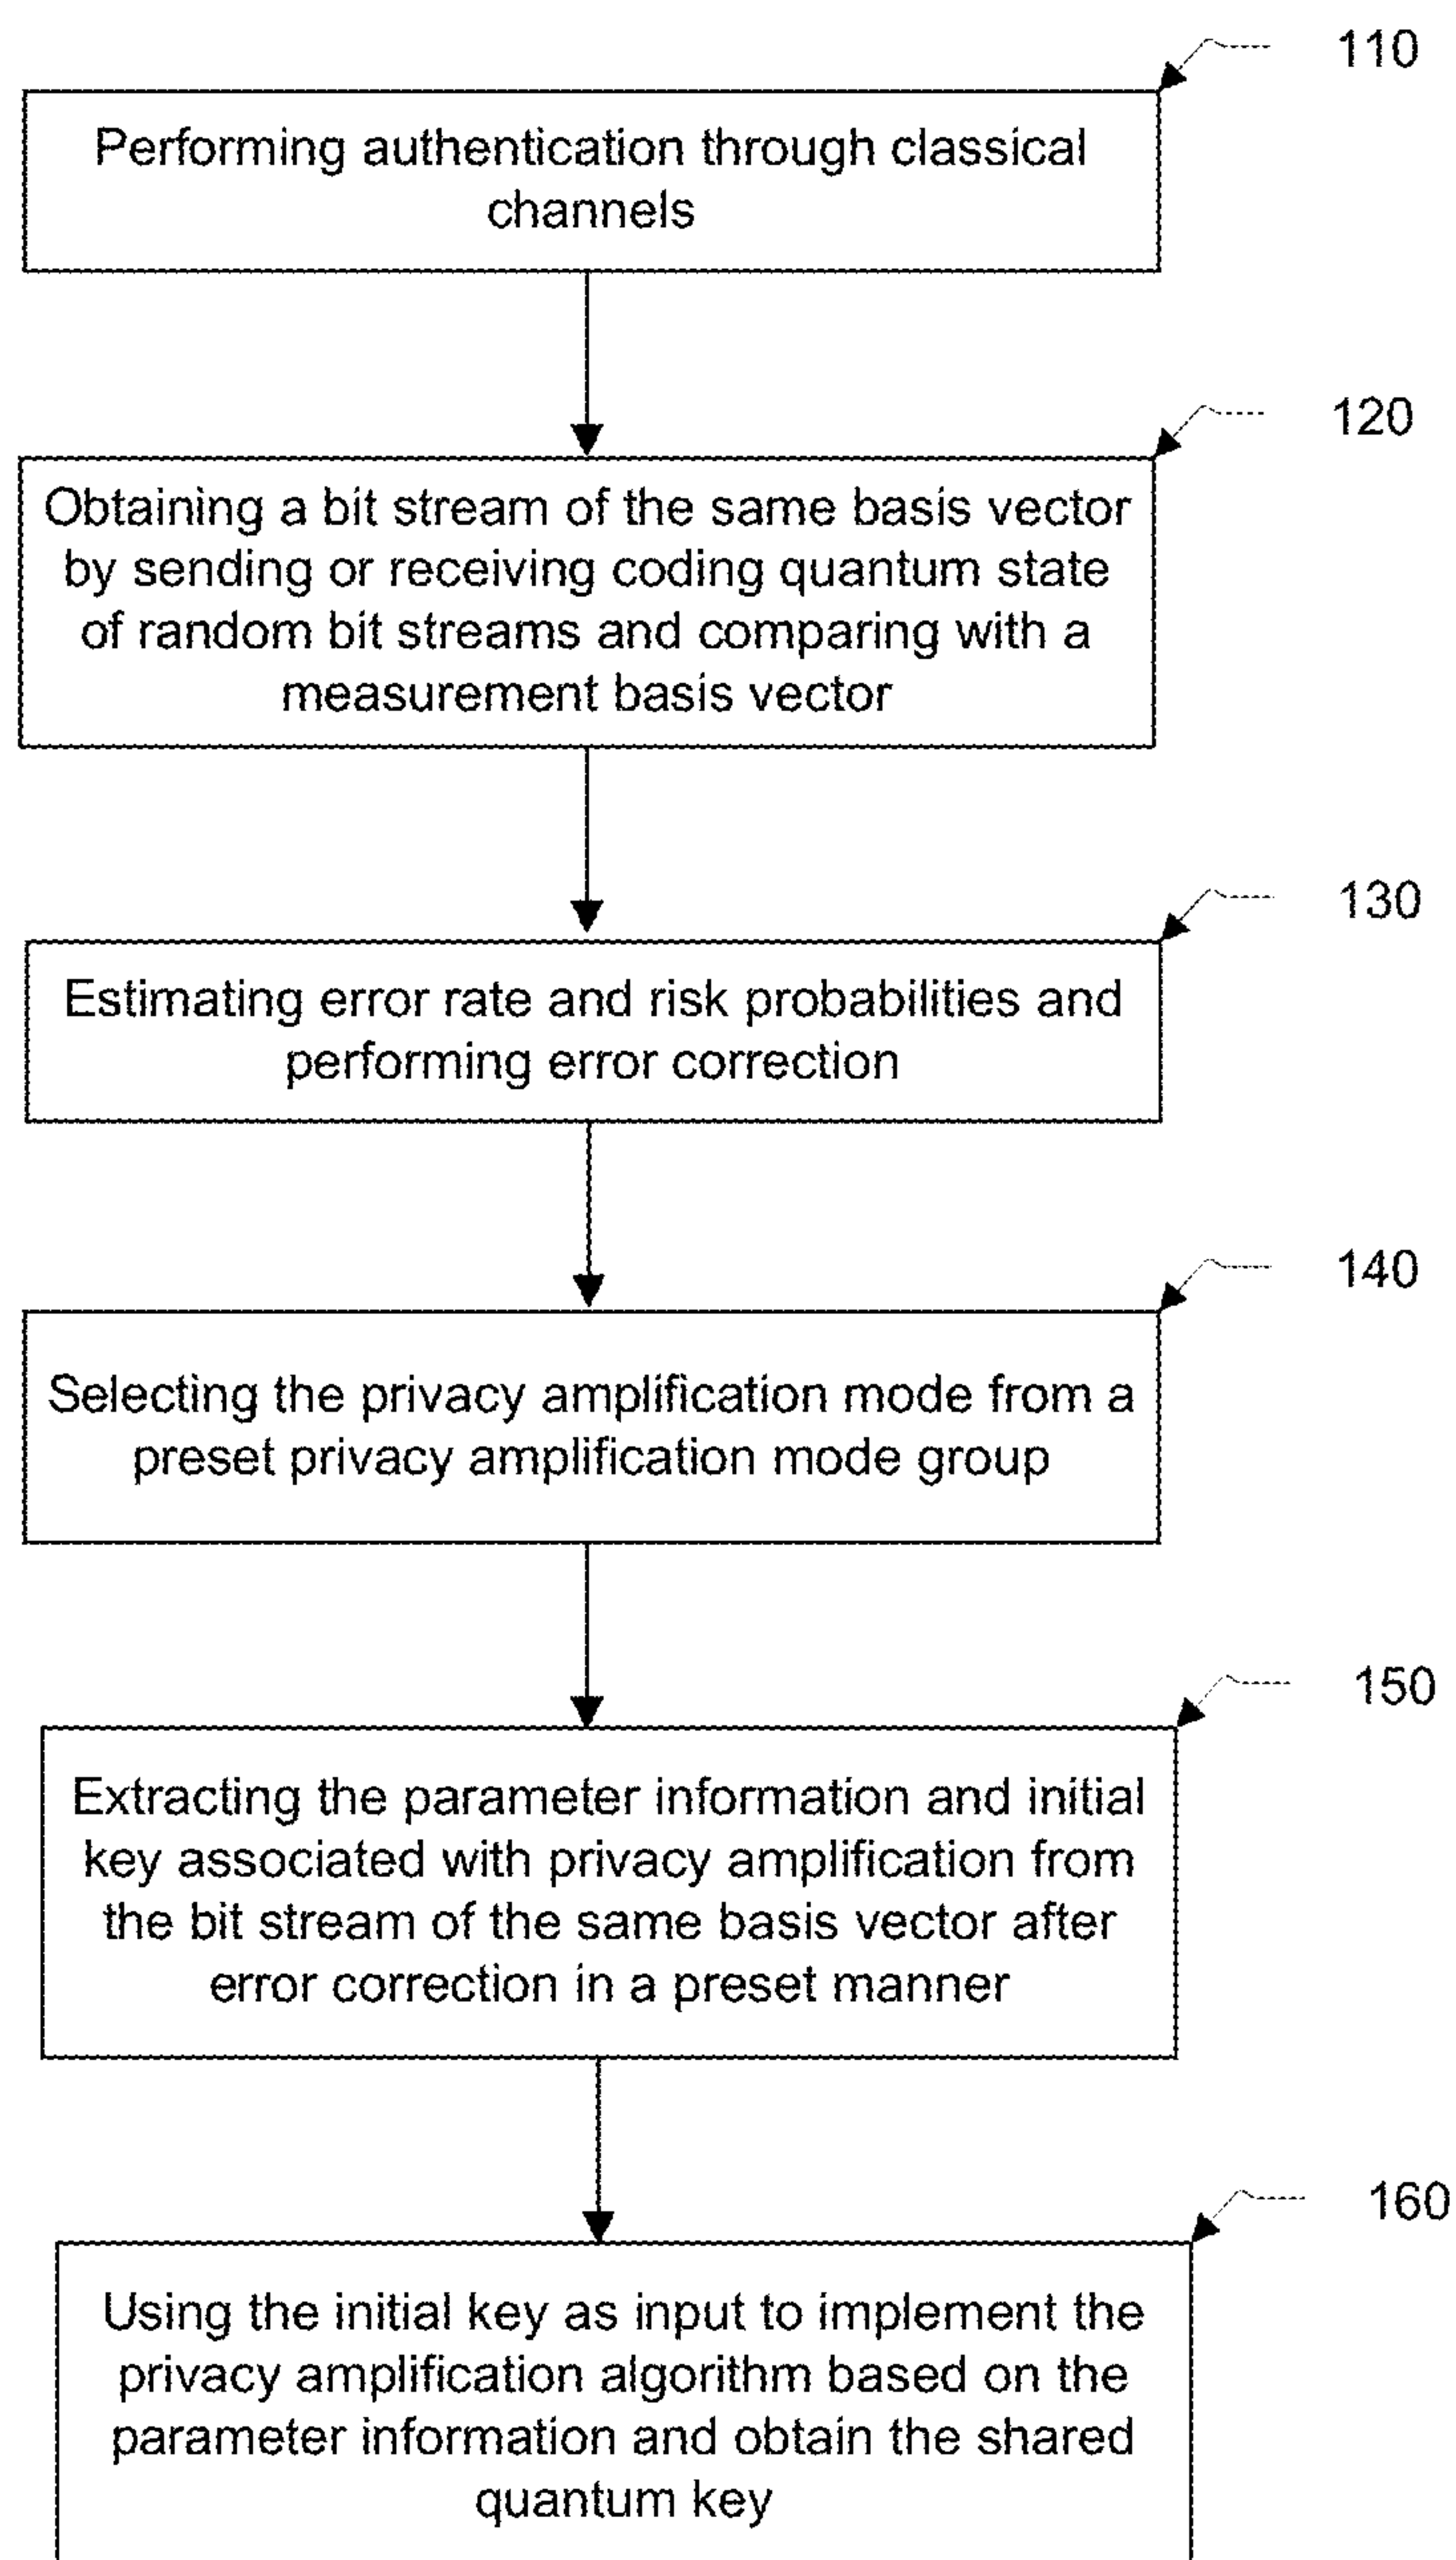 110
Performing authentication through classical
channels
120
Obtaining a bit stream of the same basis vector
by sending or receiving coding quantum state
of random bit streams and comparing with a
measurement basis vector
130
Estimating error rate and risk probabilities and
performing error correction
140
Selecting the privacy amplification mode from a
preset privacy amplification mode group
150
Extracting the parameter information and initial
key associated with privacy amplification from
the bit stream of the same basis vector after
error correction in a preset manner
160
Using the initial key as input to implement the
privacy amplification algorithm based on the
parameter information and obtain the shared
quantum key